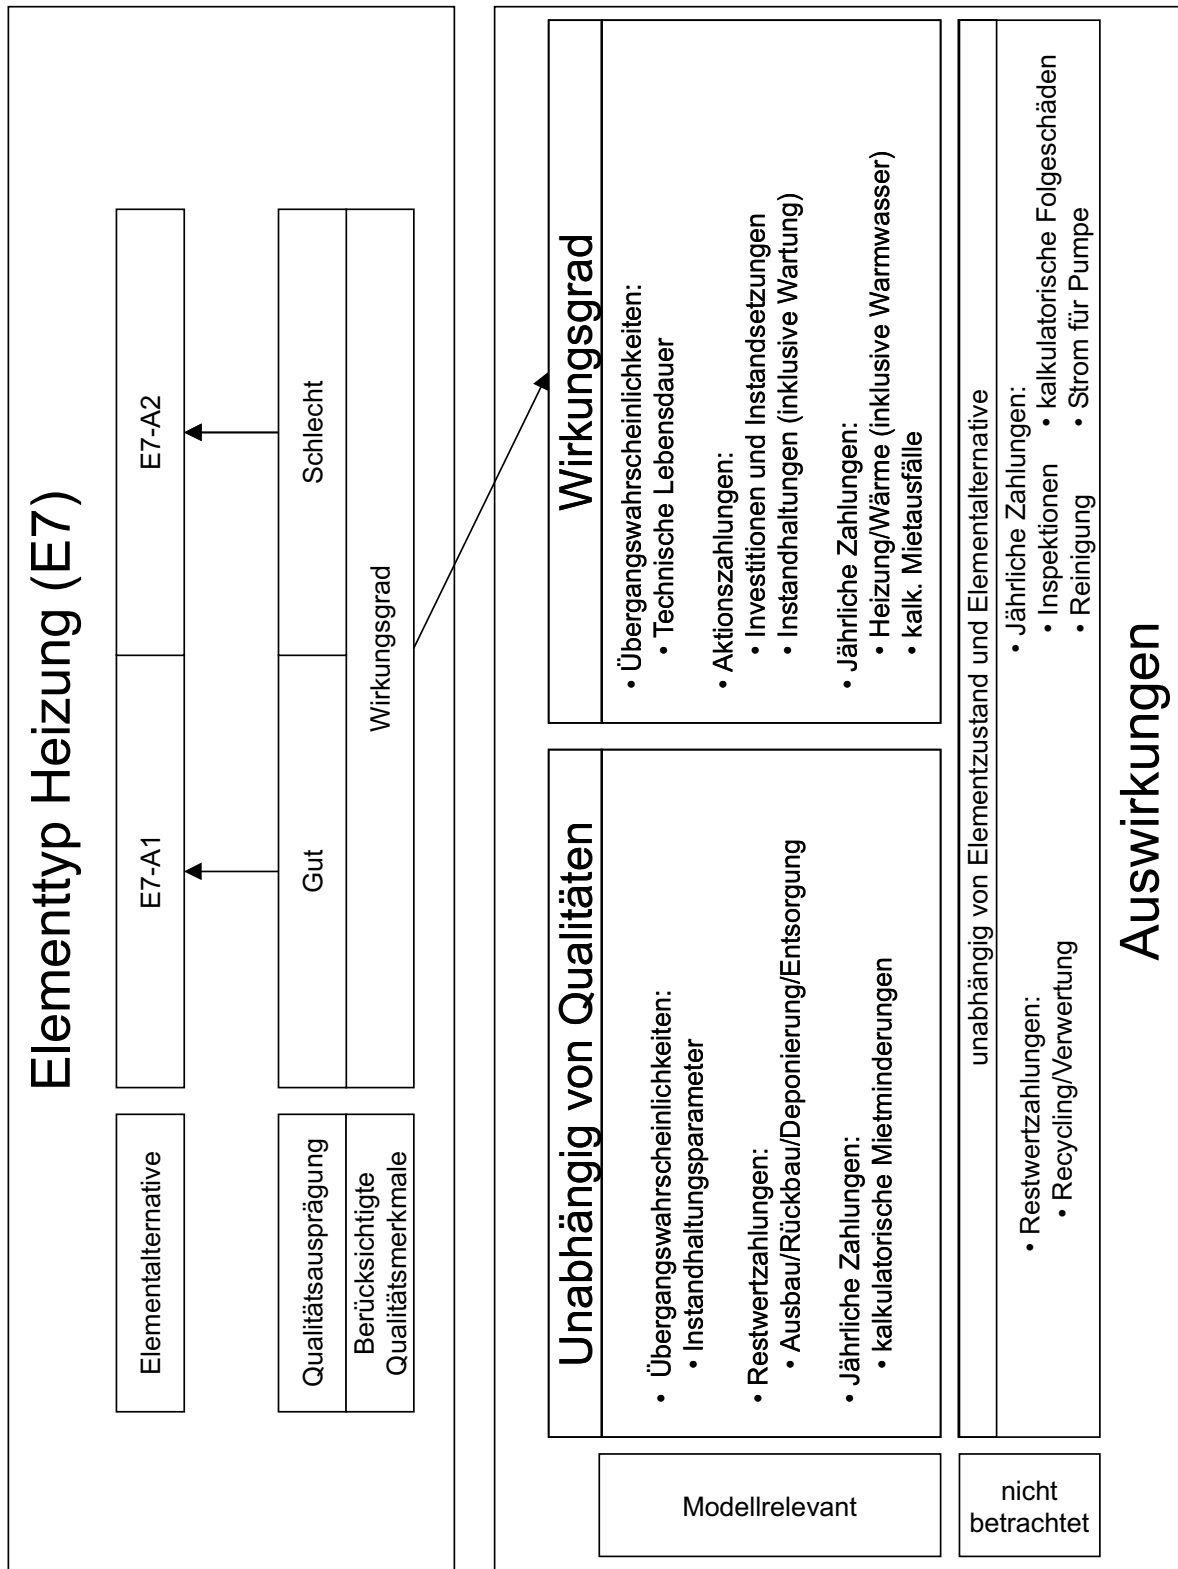 Elementtyp Heizung (E7)
Elementalternative
E7-A1
E7-A2
Qualitätsausprägung
Gut
Schlecht
Berücksichtigte
Qualitätsmerkmale
Wirkungsgrad
Unabhängig von Qualitäten
• Übergangswahrscheinlichkeiten:
• Instandhaltungsparameter
• Restwertzahlungen:
• Ausbau/Rückbau/Deponierung/Entsorgung
• Jährliche Zahlungen:
• kalkulatorische Mietminderungen
Wirkungsgrad
• Übergangswahrscheinlichkeiten:
• Technische Lebensdauer
• Aktionszahlungen:
• Investitionen und Instandsetzungen
• Instandhaltungen (inklusive Wartung)
• Jährliche Zahlungen:
• Heizung/Wärme (inklusive Warmwasser)
• kalk. Mietausfälle
Modellrelevant
nicht
betrachtet
unabhängig von Elementzustand und Elementalternative
• Restwertzahlungen:
• Recycling/Verwertung
• Jährliche Zahlungen:
• Inspektionen
• kalkulatorische Folgeschäden
• Reinigung
• Strom für Pumpe
Auswirkungen